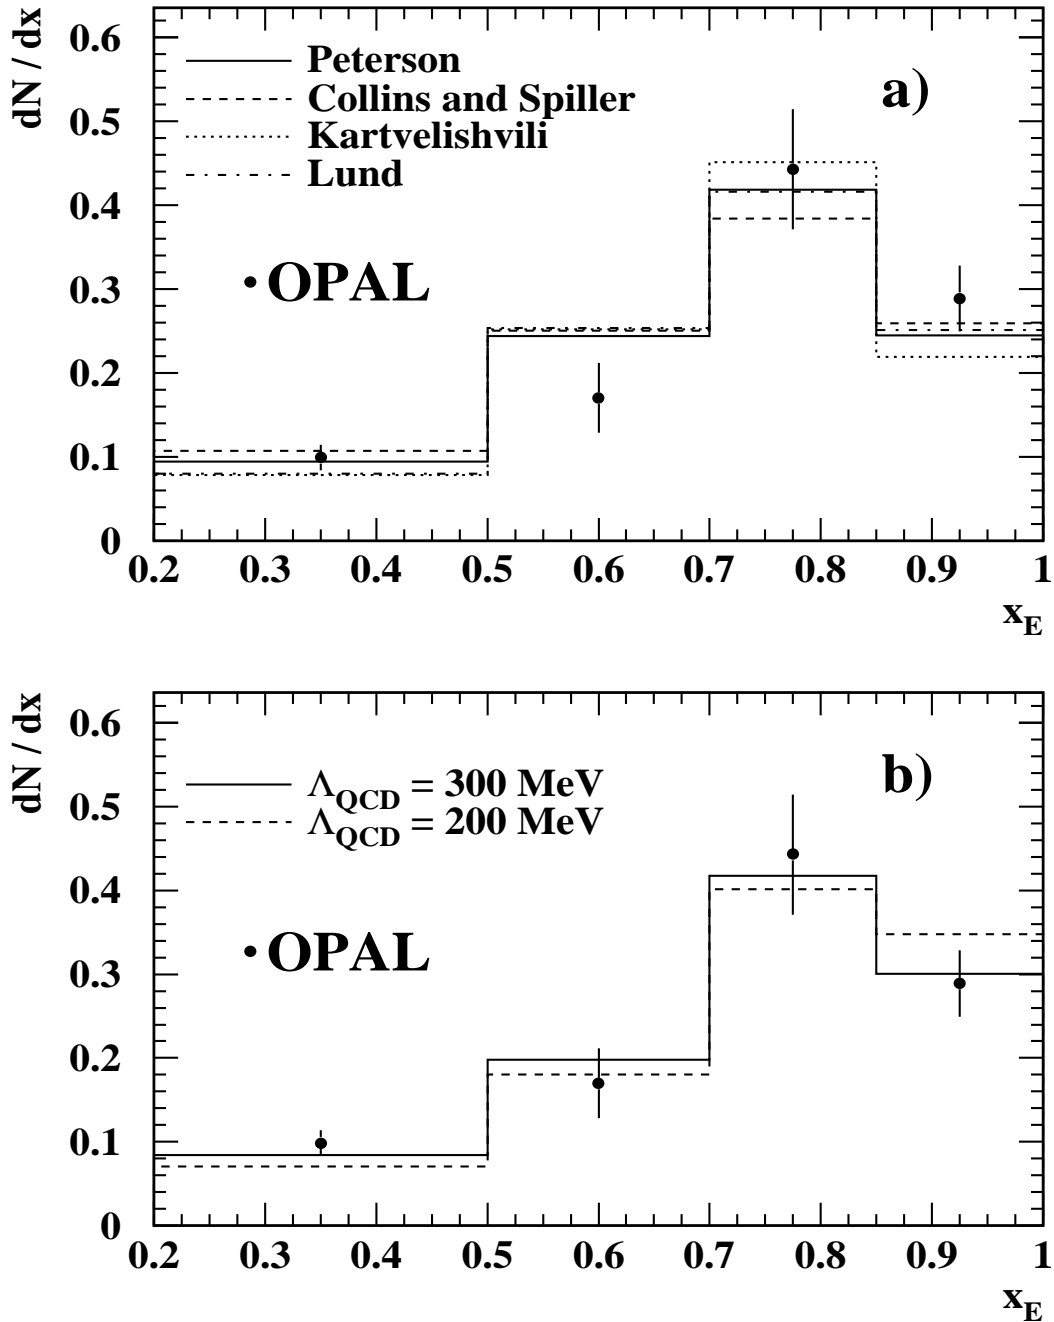 dN / dx
0.6
0.5
0.4
0.3
0.2
0.1
0
Peterson
Collins and Spiller
Kartvelishvili
Lund
a)
OPAL
0.2 0.3 0.4 0.5 0.6 0.7 0.8 0.9 1
x_E
dN / dx
0.6
0.5
0.4
0.3
0.2
0.1
0
Λ_QCD = 300 MeV
Λ_QCD = 200 MeV
b)
OPAL
0.2 0.3 0.4 0.5 0.6 0.7 0.8 0.9 1
x_E